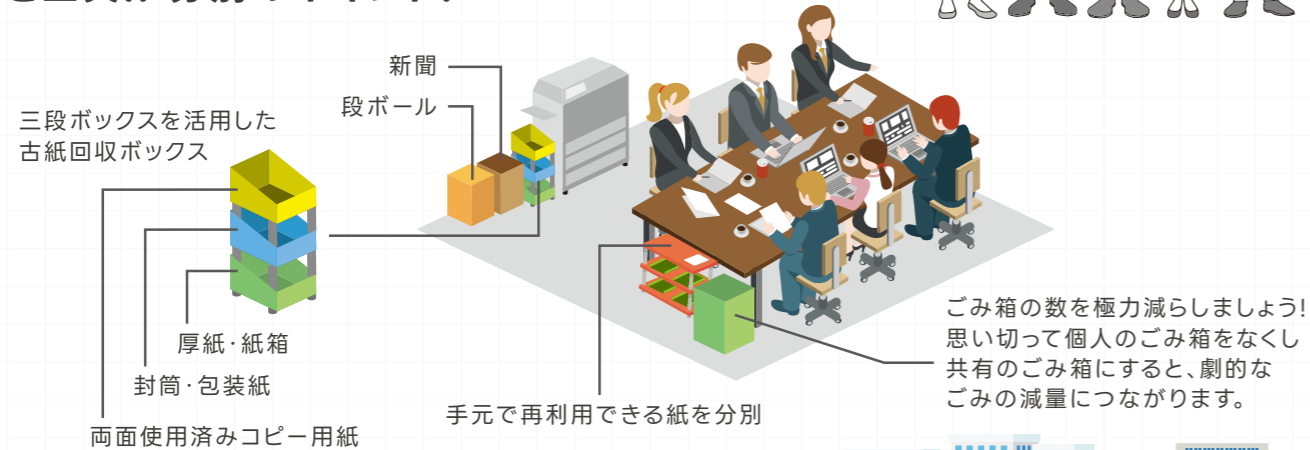 新聞
段ボール
三段ボックスを活用した
古紙回収ボックス
厚紙・紙箱
封筒・包装紙
両面使用済みコピー用紙
手元で再利用できる紙を分別
ごみ箱の数を極力減らしましょう!
思い切って個人のごみ箱をなくし
共有のごみ箱にすると、劇的な
ごみの減量につながります。